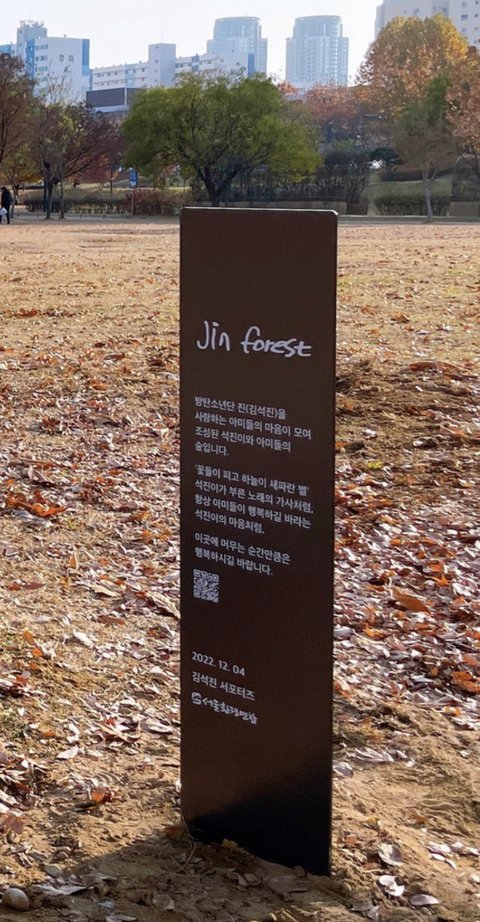 Jin forest
방탄소년단 진(김석진)을
사랑하는 아미들의 마음이 모여
조성된 석진이와 아미들의
숲입니다.
'꽃들이 피고 하늘이 새파란 별'
석진이가 부른 노래의 가사처럼,
항상 아미들이 행복하길 바라는
석진이의 마음처럼,
이곳에 머무는 순간만큼은
행복하시길 바랍니다.
2022. 12. 04
김석진 서포터즈
서울환경연합